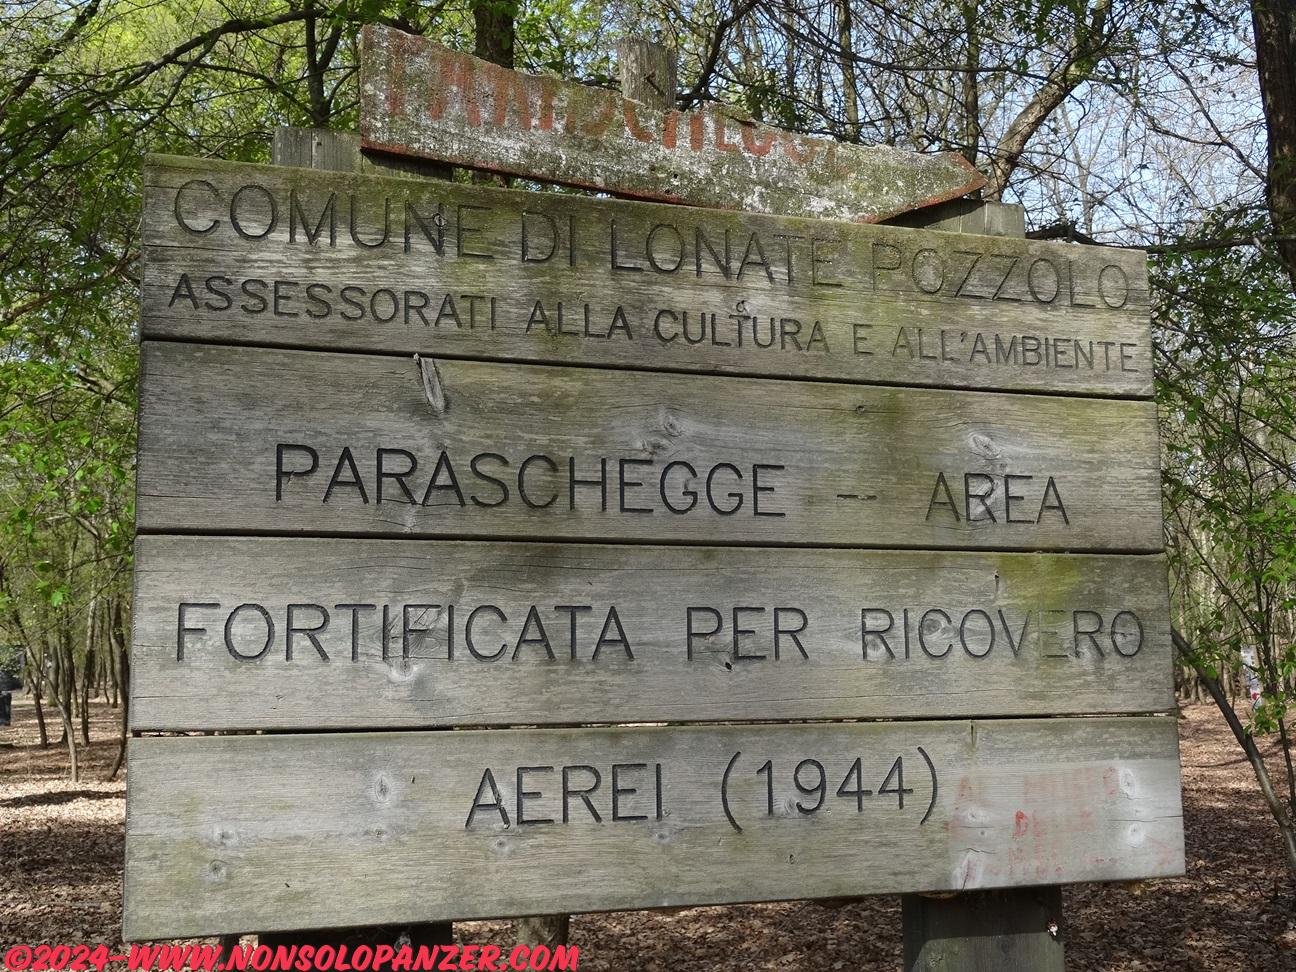 COMUNE DI LONATE POZZOLO
ASSESSORATI ALLA CULTURA E ALL'AMBIENTE
PARASCHEGGE - AREA
FORTIFICATA PER RICOVERO
AEREI (1944)
©2024-WWW.NONSOLOPANZER.COM